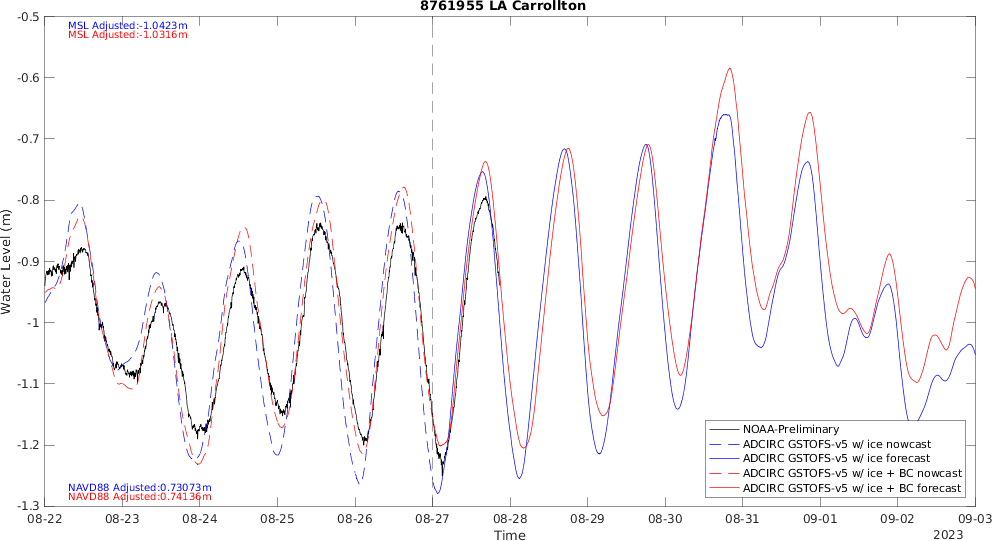 8761955 LA Carrollton
MSL Adjusted:-1.0423m
MSL Adjusted:-1.0316m
-0.5
-0.6
-0.7
-0.8
-0.9
-1
-1.1
-1.2
-1.3
Water Level (m)
NAVD88 Adjusted:0.73073m
NAVD88 Adjusted:0.74136m
NOAA-Preliminary
ADCIRC GSTOFS-v5 w/ ice nowcast
ADCIRC GSTOFS-v5 w/ ice forecast
ADCIRC GSTOFS-v5 w/ ice + BC nowcast
ADCIRC GSTOFS-v5 w/ ice + BC forecast
08-22 08-23 08-24 08-25 08-26 08-27 08-28 08-29 08-30 08-31 09-01 09-02 09-03
Time
2023